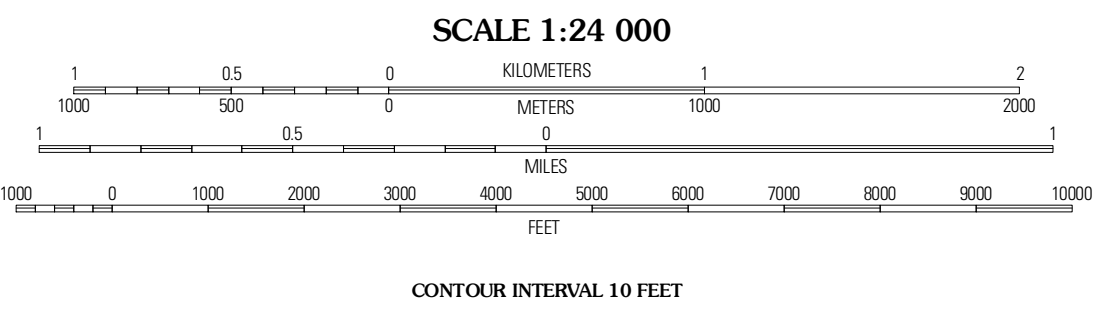 SCALE 1:24 000
1 0.5 0 KILOMETERS 1 2
1000 500 0 METERS 1000 2000
1 0.5 0 1
MILES
1000 0 1000 2000 3000 4000 5000 6000 7000 8000 9000 10000
FEET
CONTOUR INTERVAL 10 FEET